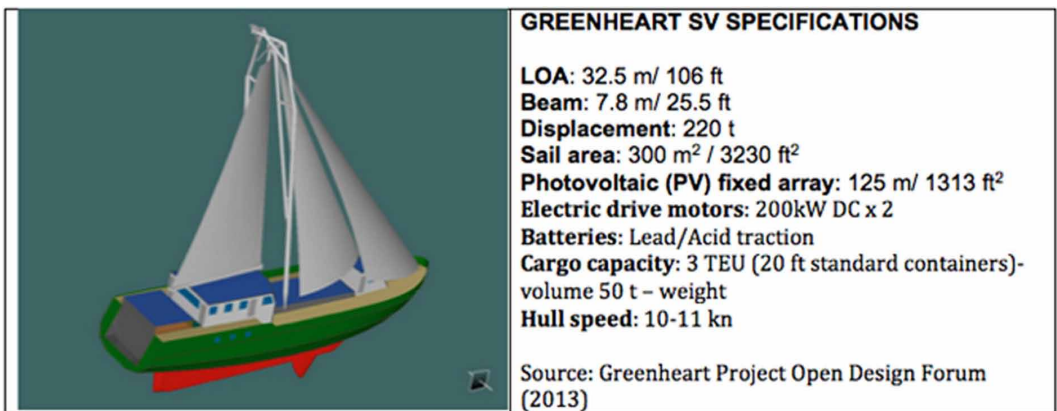 GREENHEART SV SPECIFICATIONS
LOA: 32.5 m/ 106 ft
Beam: 7.8 m/ 25.5 ft
Displacement: 220 t
Sail area: 300 m² / 3230 ft²
Photovoltaic (PV) fixed array: 125 m/ 1313 ft²
Electric drive motors: 200kW DC x 2
Batteries: Lead/Acid traction
Cargo capacity: 3 TEU (20 ft standard containers)-
volume 50 t – weight
Hull speed: 10-11 kn
Source: Greenheart Project Open Design Forum
(2013)